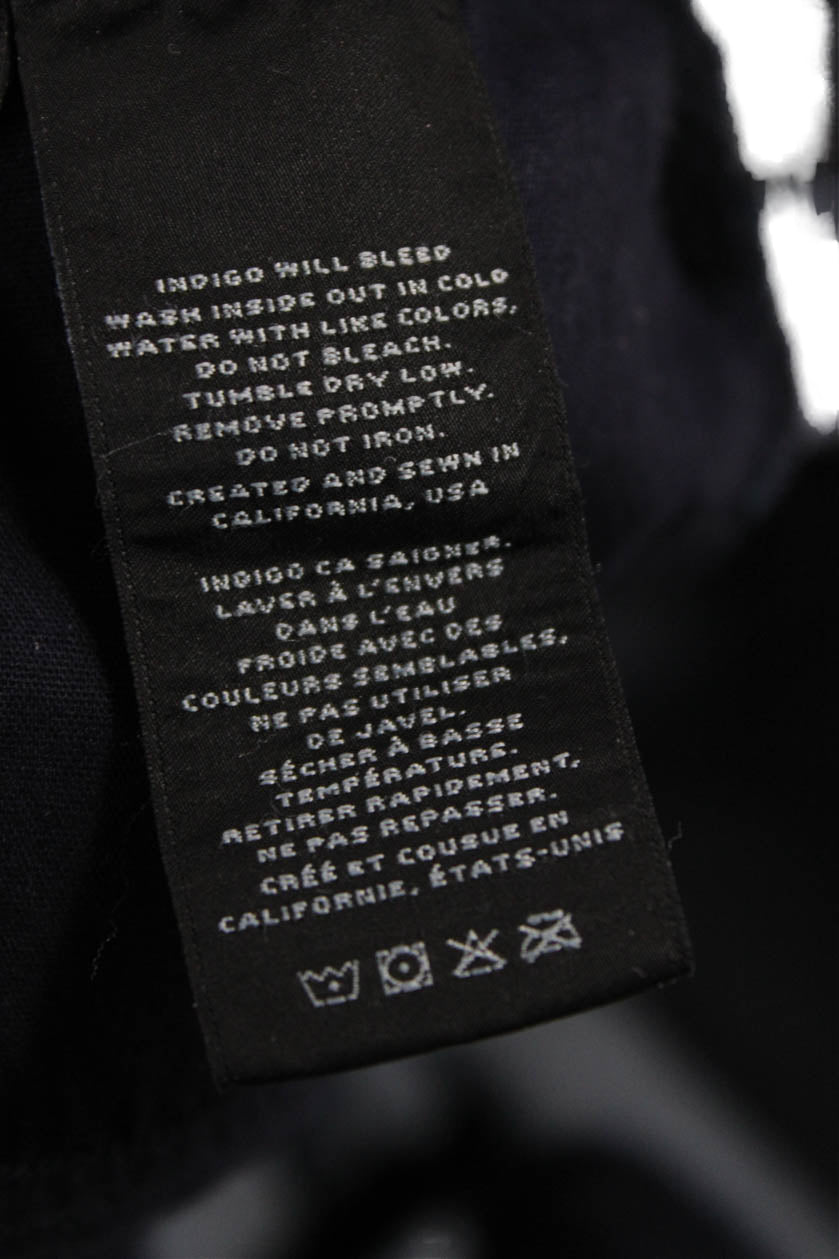 INDIGO WILL BLEED
WASH INSIDE OUT IN COLD
WATER WITH LIKE COLORS.
DO NOT BLEACH.
TUMBLE DRY LOW.
REMOVE PROMPTLY.
DO NOT IRON.
CREATED AND SEWN IN
CALIFORNIA, USA
INDIGO CA SAIGNER.
LAVER À L'ENVERS
DANS L'EAU
FROIDE AVEC DES
COULEURS SEMBLABLES,
NE PAS UTILISER
DE JAVEL.
SÉCHER À BASSE
TEMPÉRATURE.
RETIRER RAPIDEMENT,
NE PAS REPASSER.
CRÉÉ ET COUSUE EN
CALIFORNIE, ÉTATS-UNIS